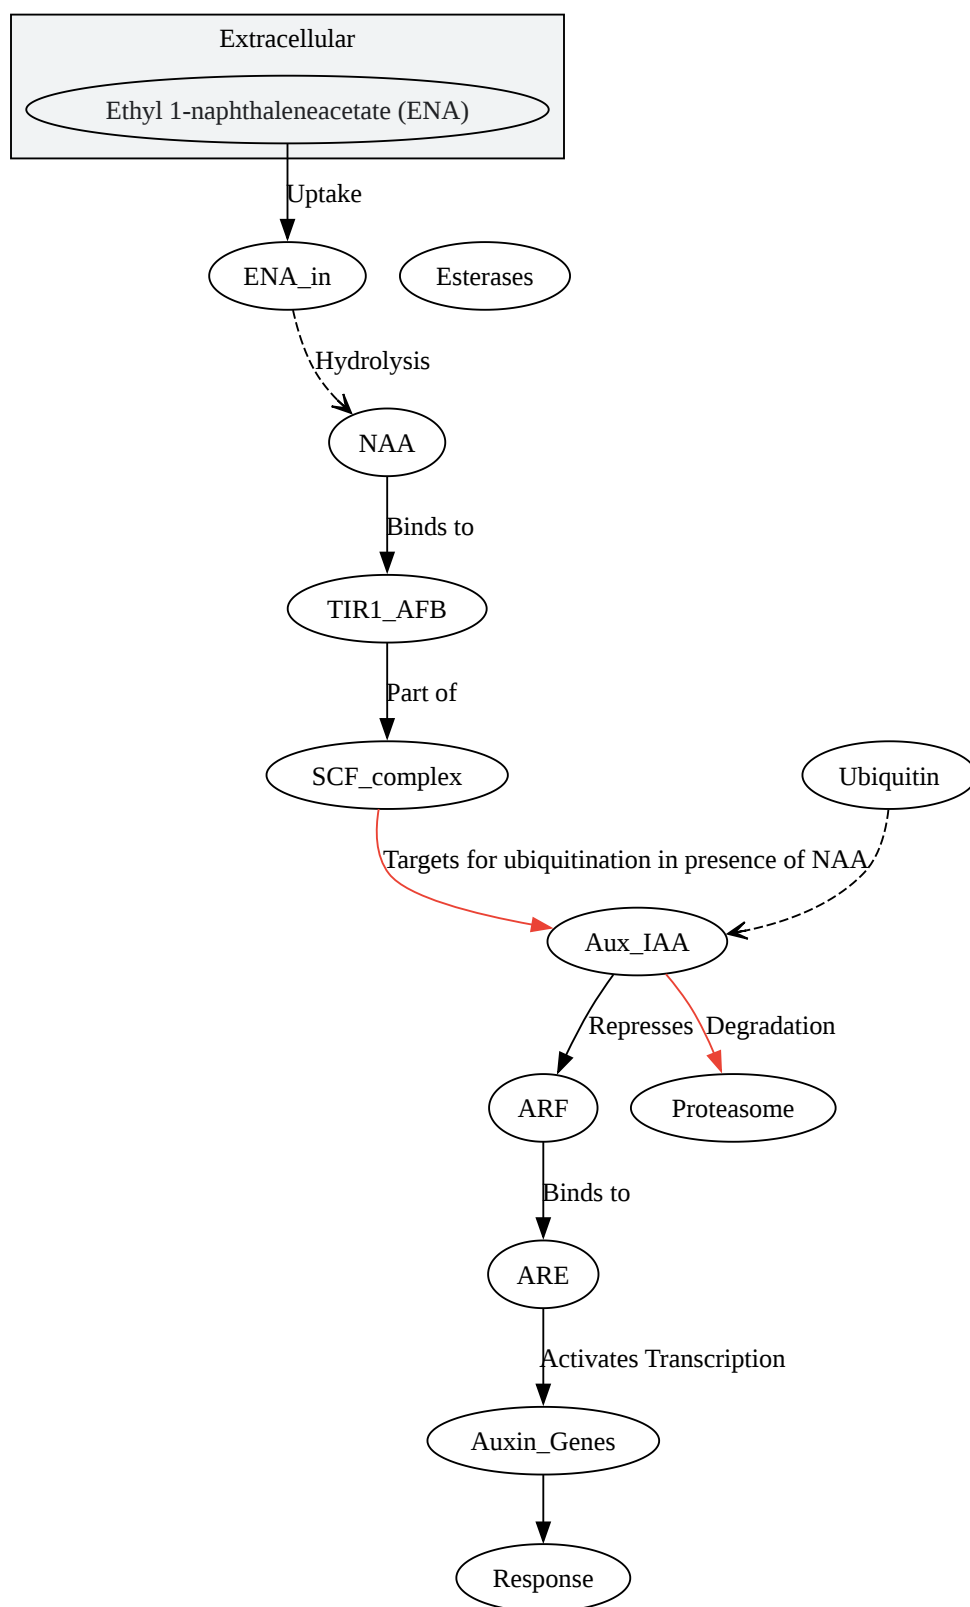 Extracellular
Ethyl 1-naphthaleneacetate (ENA)
Uptake
ENA_in
Esterases
Hydrolysis
NAA
Binds to
TIR1_AFB
Part of
SCF_complex
Ubiquitin
Targets for ubiquitination in presence of NAA
Aux_IAA
Represses
Degradation
ARF
Proteasome
Binds to
ARE
Activates Transcription
Auxin_Genes
Response